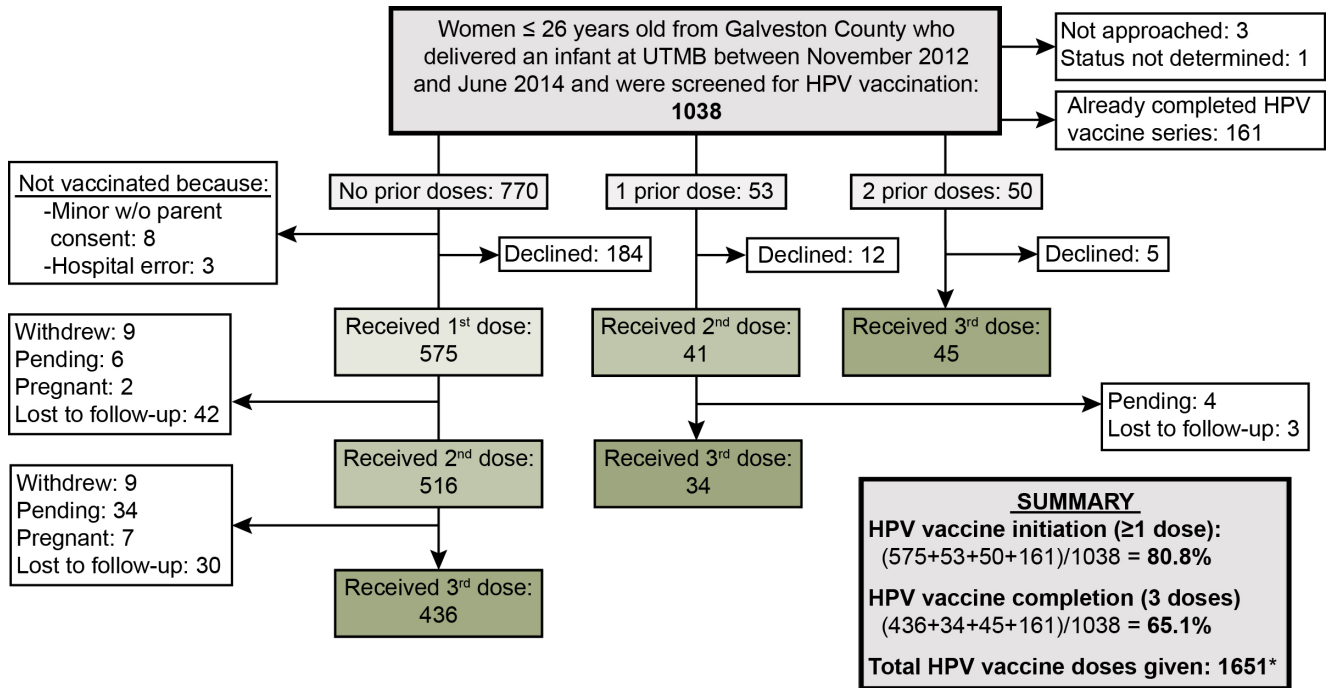 Women ≤ 26 years old from Galveston County who
delivered an infant at UTMB between November 2012
and June 2014 and were screened for HPV vaccination:
1038
Not approached: 3
Status not determined: 1
Already completed HPV
vaccine series: 161
Not vaccinated because:
-Minor w/o parent
consent: 8
-Hospital error: 3
No prior doses: 770
1 prior dose: 53
2 prior doses: 50
Declined: 184
Declined: 12
Declined: 5
Received 1st dose:
575
Received 2nd dose:
41
Received 3rd dose:
45
Withdrew: 9
Pending: 6
Pregnant: 2
Lost to follow-up: 42
Pending: 4
Lost to follow-up: 3
Received 2nd dose:
516
Received 3rd dose:
34
Withdrew: 9
Pending: 34
Pregnant: 7
Lost to follow-up: 30
Received 3rd dose:
436
SUMMARY
HPV vaccine initiation (≥1 dose):
(575+53+50+161)/1038 = 80.8%
HPV vaccine completion (3 doses)
(436+34+45+161)/1038 = 65.1%
Total HPV vaccine doses given: 1651*